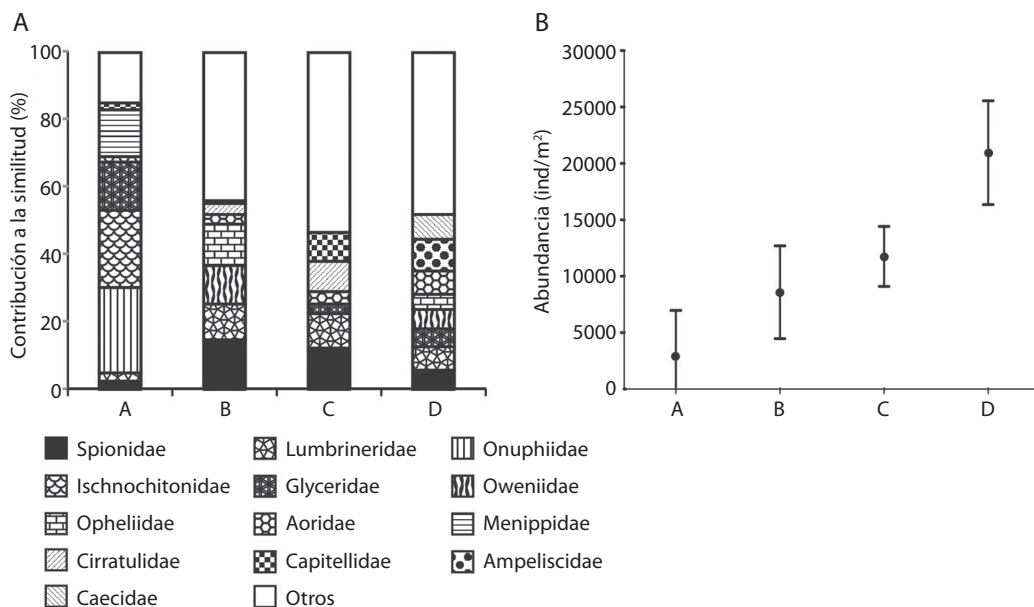 A
Contribución a la similitud (%)
100
80
60
40
20
0
A B C D
B
Abundancia (ind/m²)
30000
25000
20000
15000
10000
5000
0
A B C D
Spionidae Lumbrineridae Onuphiidae
Ischnochitonidae Glyceridae Oweniidae
Opheliidae Aoridae Menippidae
Cirratulidae Capitellidae Ampeliscidae
Caecidae Otros